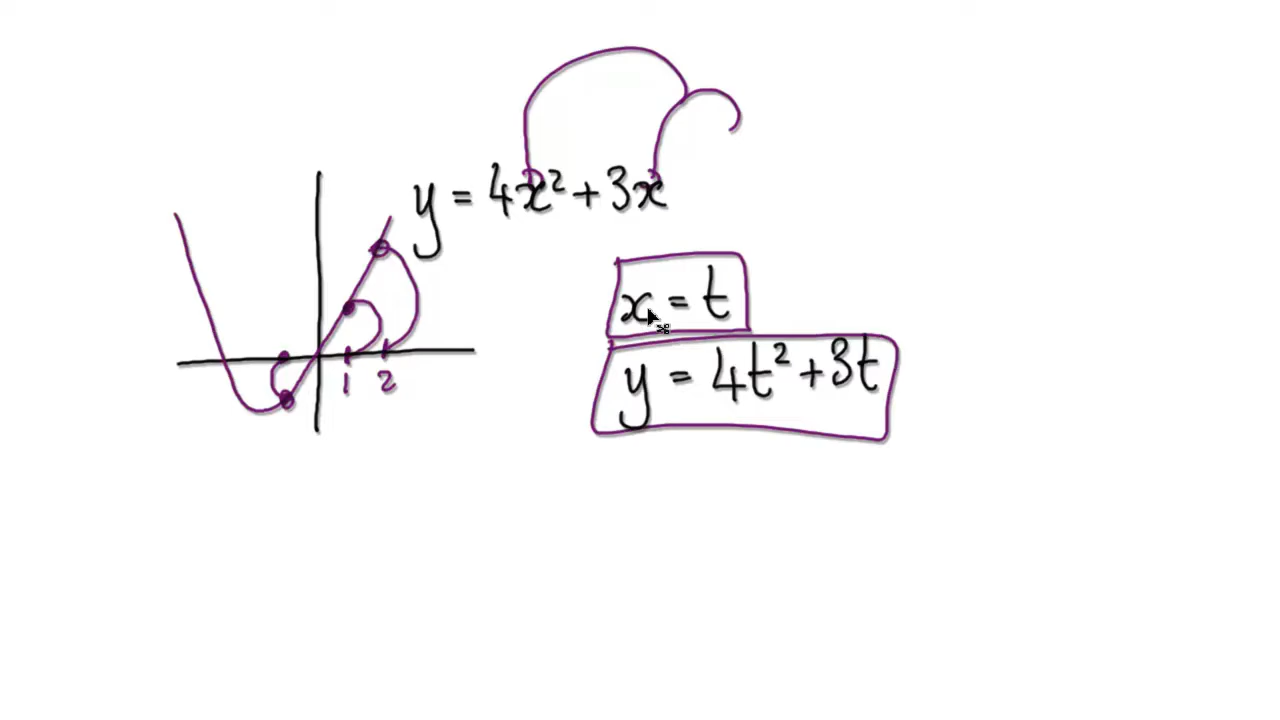 y = 4x² + 3x
x = t
y = 4t² + 3t
1 2